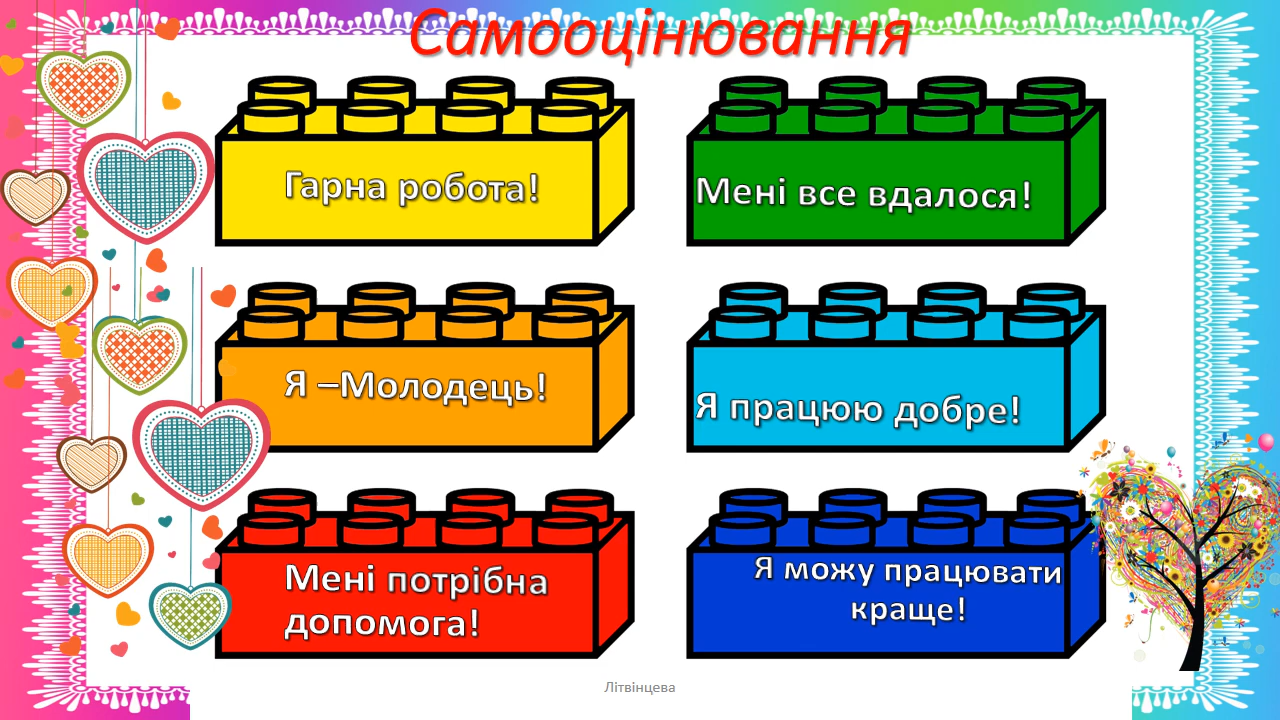 Самооцінювання
Гарна робота!
Мені все вдалося!
Я –Молодець!
Я працюю добре!
Мені потрібна
допомога!
Я можу працювати
краще!
Літвінцева